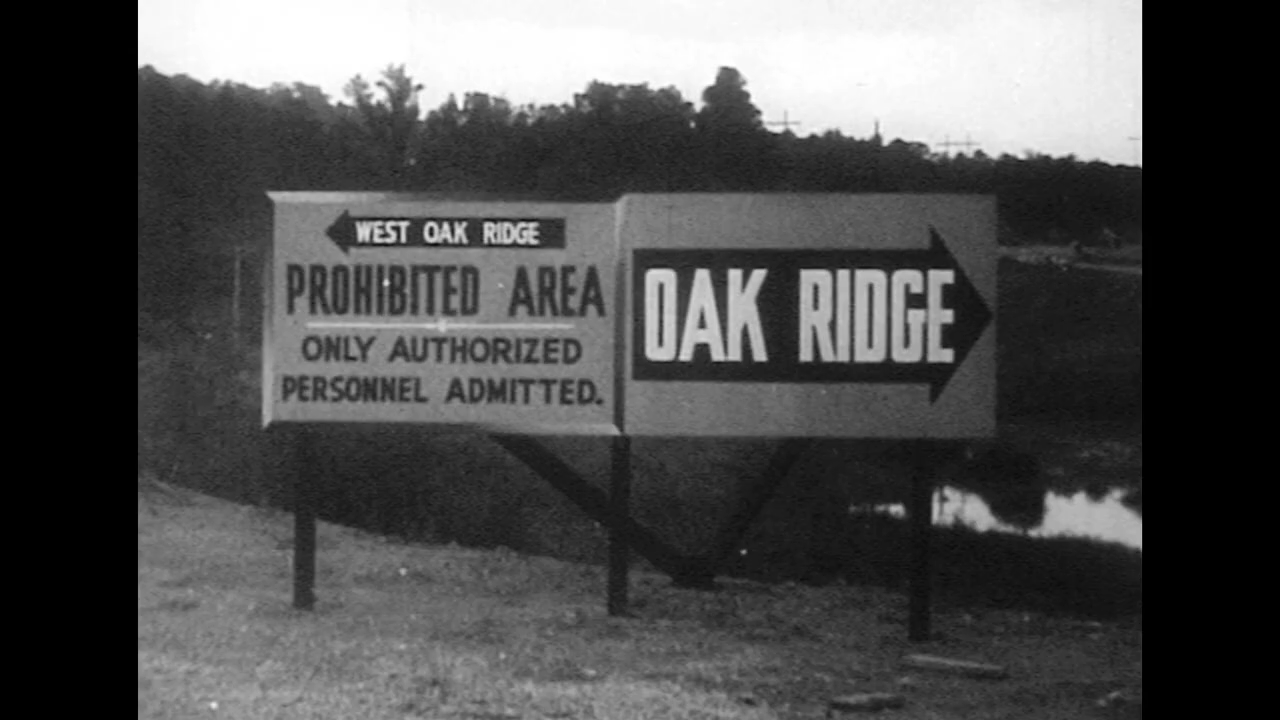 WEST OAK RIDGE
PROHIBITED AREA
ONLY AUTHORIZED
PERSONNEL ADMITTED.
OAK RIDGE